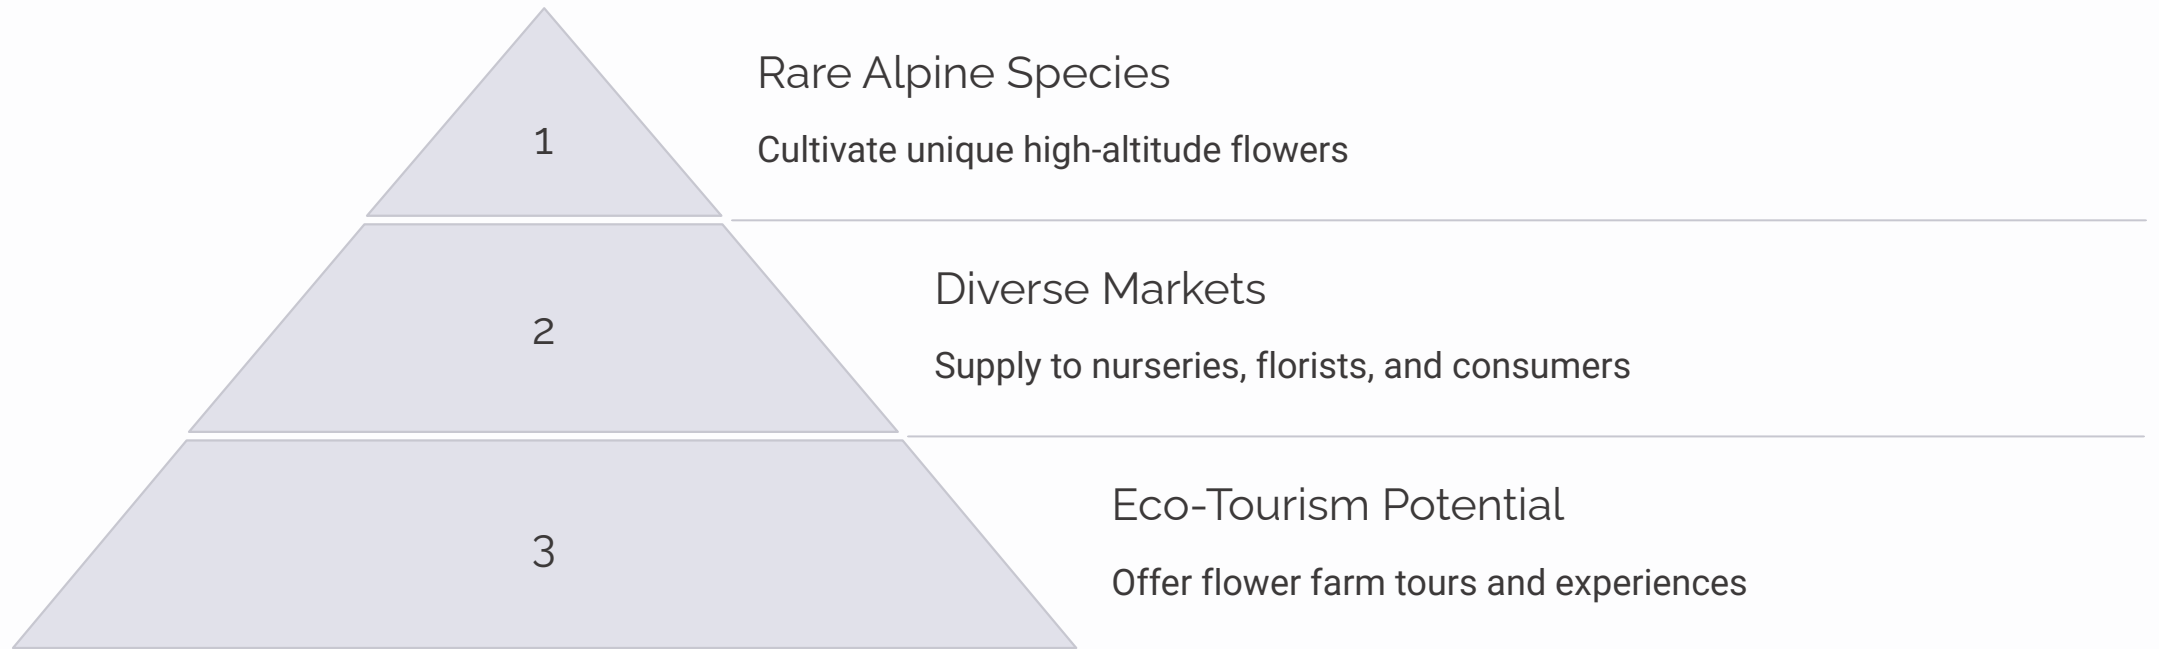 1
Rare Alpine Species
Cultivate unique high-altitude flowers
2
Diverse Markets
Supply to nurseries, florists, and consumers
3
Eco-Tourism Potential
Offer flower farm tours and experiences